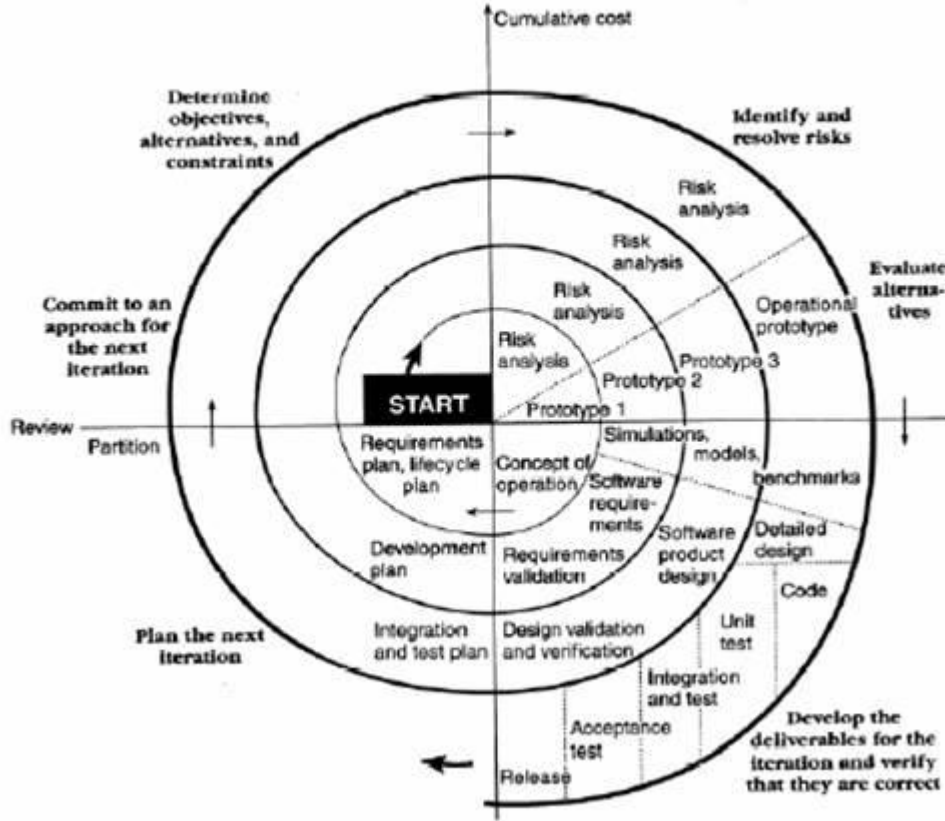 Cumulative cost
Determine
objectives,
alternatives, and
constraints
Identify and
resolve risks
Risk
analysis
Risk
analysis
Risk
analysis
Risk
analysis
Evaluate
alterna-
tives
Operational
prototype
Commit to an
approach for
the next
iteration
START
Prototype 1
Prototype 2
Prototype 3
Review
Partition
Requirements
plan, lifecycle
plan
Concept of
operation
Simulations,
models,
benchmarks
Software
require-
ments
Development
plan
Requirements
validation
Software
product
design
Detailed
design
Code
Plan the next
iteration
Integration
and test plan
Design validation
and verification
Unit
test
Integration
and test
Acceptance
test
Release
Develop the
deliverables for the
iteration and verify
that they are correct